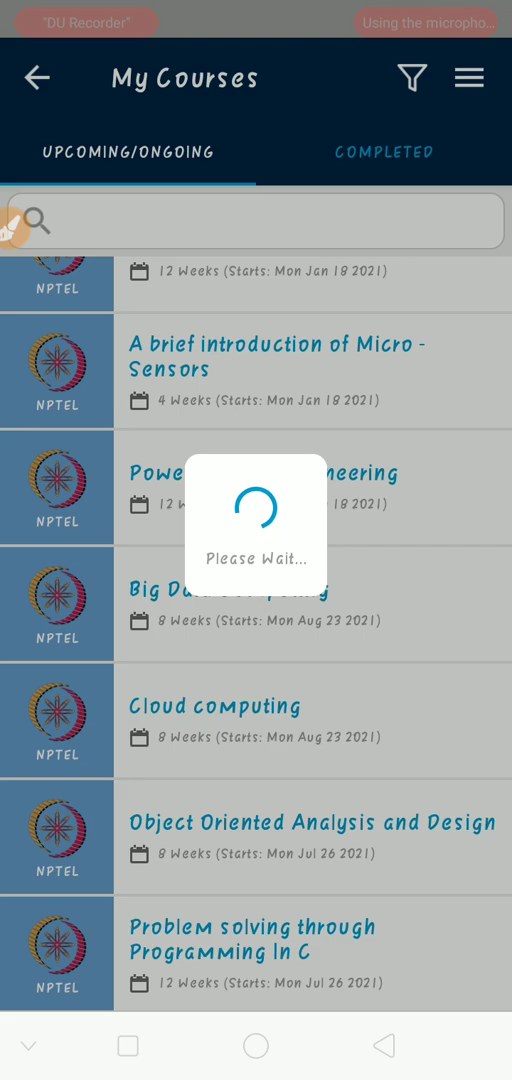 "DU Recorder"
Using the micropho...
My Courses
UPCOMING/ONGOING
COMPLETED
12 Weeks (Starts: Mon Jan 18 2021)
NPTEL
A brief introduction of Micro -
Sensors
4 Weeks (Starts: Mon Jan 18 2021)
NPTEL
neering
18 2021)
NPTEL
Please Wait...
Big
8 Weeks (Starts: Mon Aug 23 2021)
NPTEL
Cloud computing
8 Weeks (Starts: Mon Aug 23 2021)
NPTEL
Object Oriented Analysis and Design
8 Weeks (Starts: Mon Jul 26 2021)
NPTEL
Problem solving through
Programming In C
12 Weeks (Starts: Mon Jul 26 2021)
NPTEL